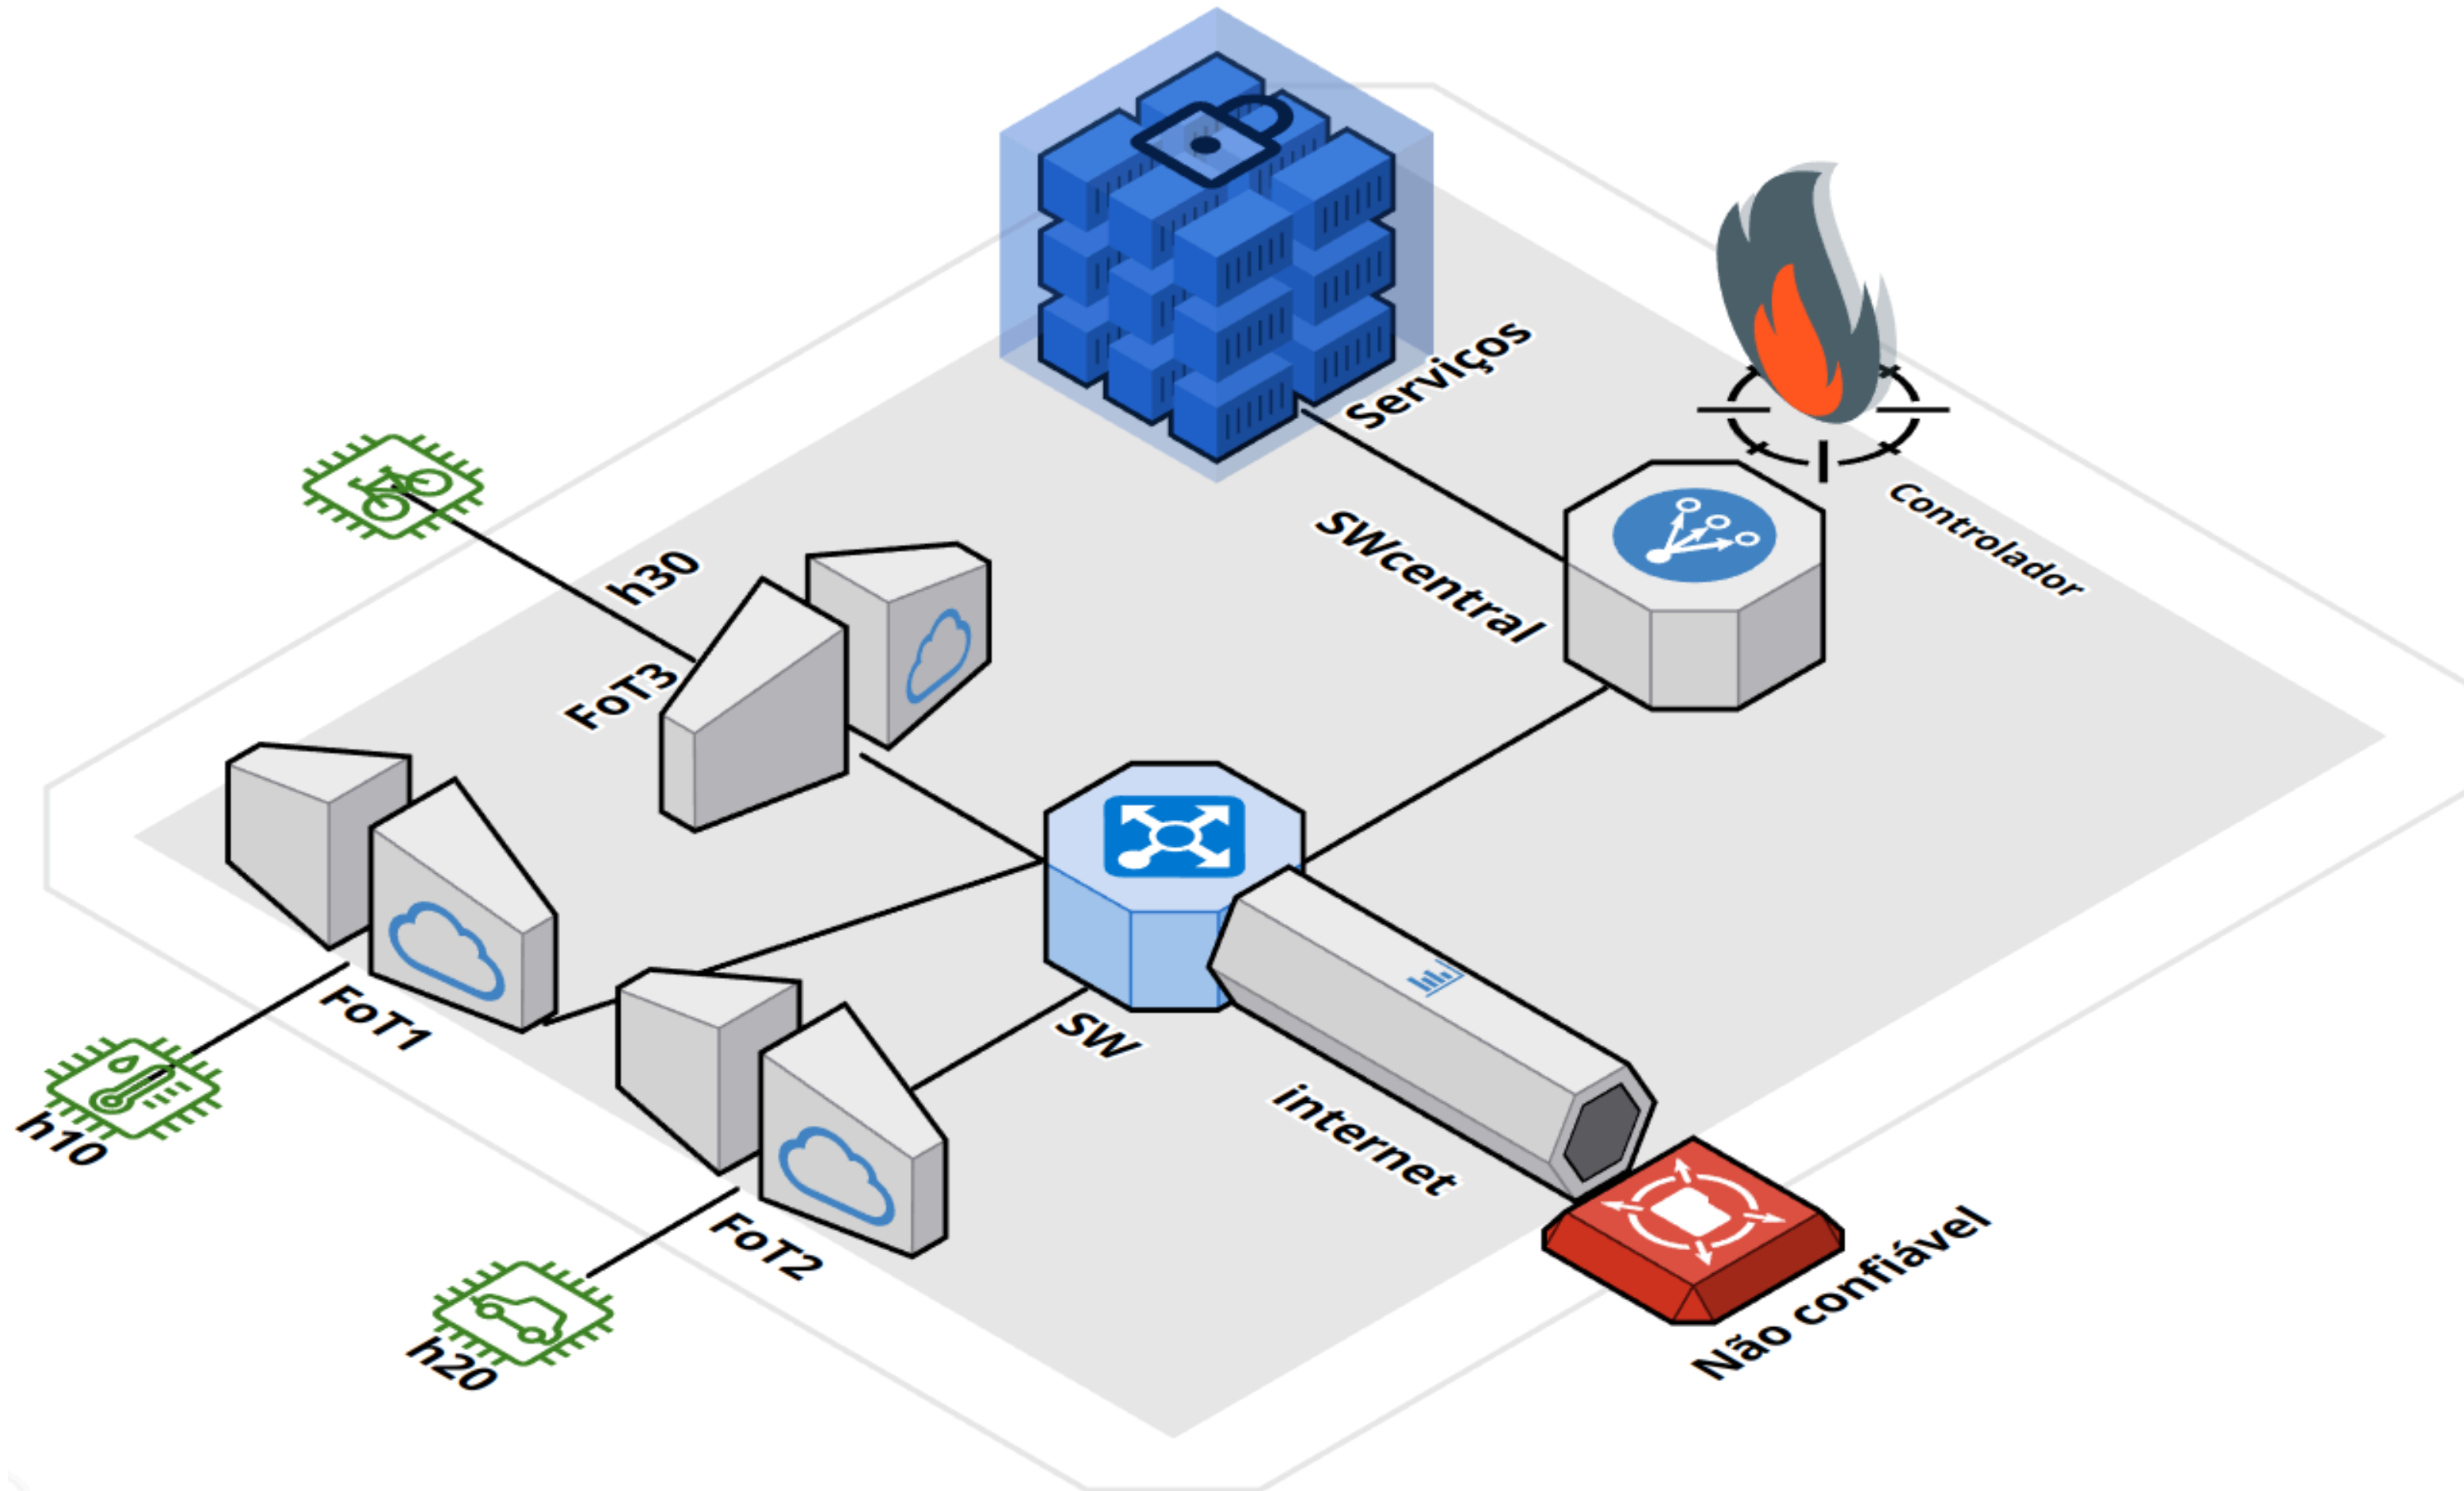 Serviços
Controlador
SWcentral
h30
FoT3
FoT1
SW
h10
internet
FoT2
Não confiável
h20